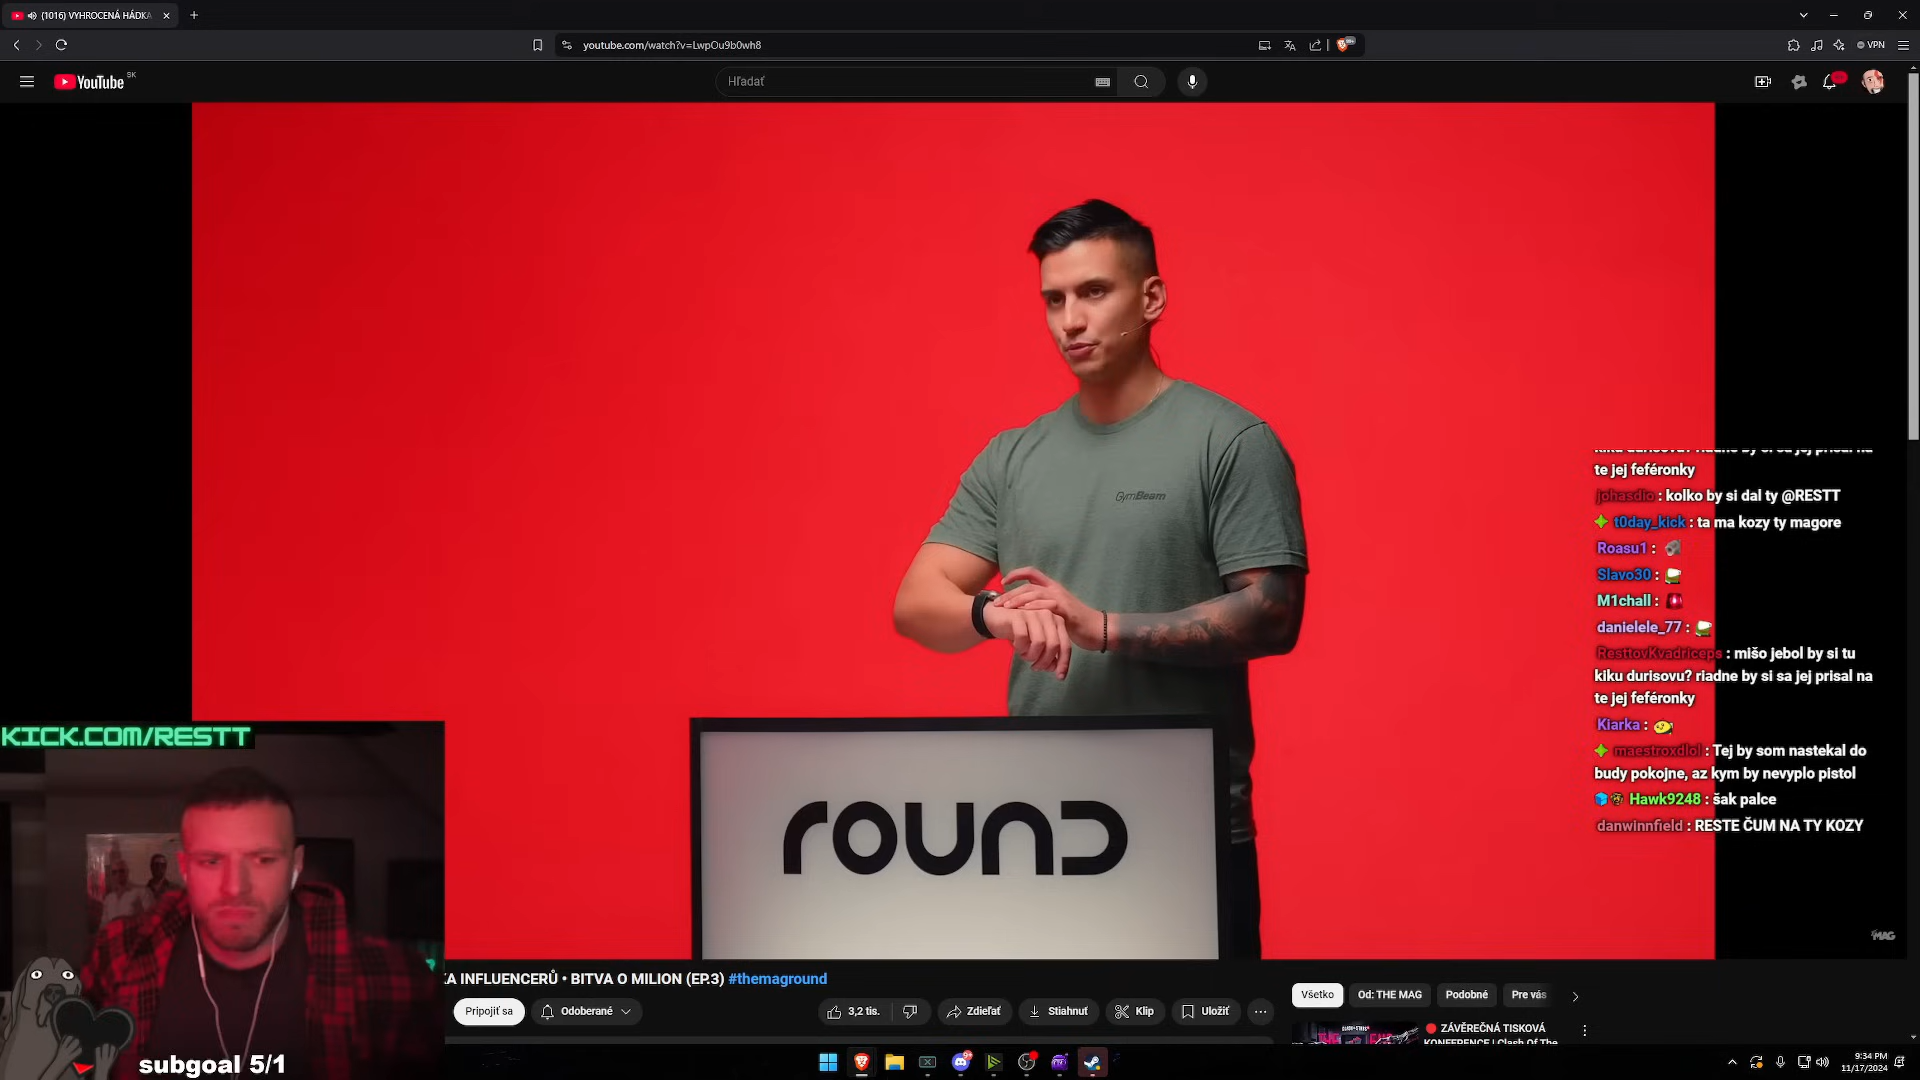 (1016) VYHROCENÁ HÁDKA
youtube.com/watch?v=LwpOu9b0wh8
VPN
YouTube SK
Hľadať
GymBeam
te jej feféronky
jphasdlo : kolko by si dal ty @RESTT
t0day_kick : ta ma kozy ty magore
Roasu1 :
Slavo30 :
M1chall :
danielele_77 :
ResttovKvadriceps : mišo jebol by si tu
kiku durisovu? riadne by si sa jej prisal na
te jej feféronky
Kiarka :
maestroxdlol : Tej by som nastekal do
budy pokojne, az kym by nevyplo pistol
Hawk9248 : šak palce
danwinnfield : RESTE ČUM NA TY KOZY
KICK.COM/RESTT
round
MAG
KA INFLUENCERŮ • BITVA O MILION (EP.3) #themaground
Pripojiť sa
Odoberané
3,2 tis.
Zdieľať
Stiahnuť
Klip
Uložiť
Všetko
Od: THE MAG
Podobné
Pre vás
ZÁVĚREČNÁ TISKOVÁ
KONFERENCE | Clash Of The
subgoal 5/1
9:34 PM
11/17/2024